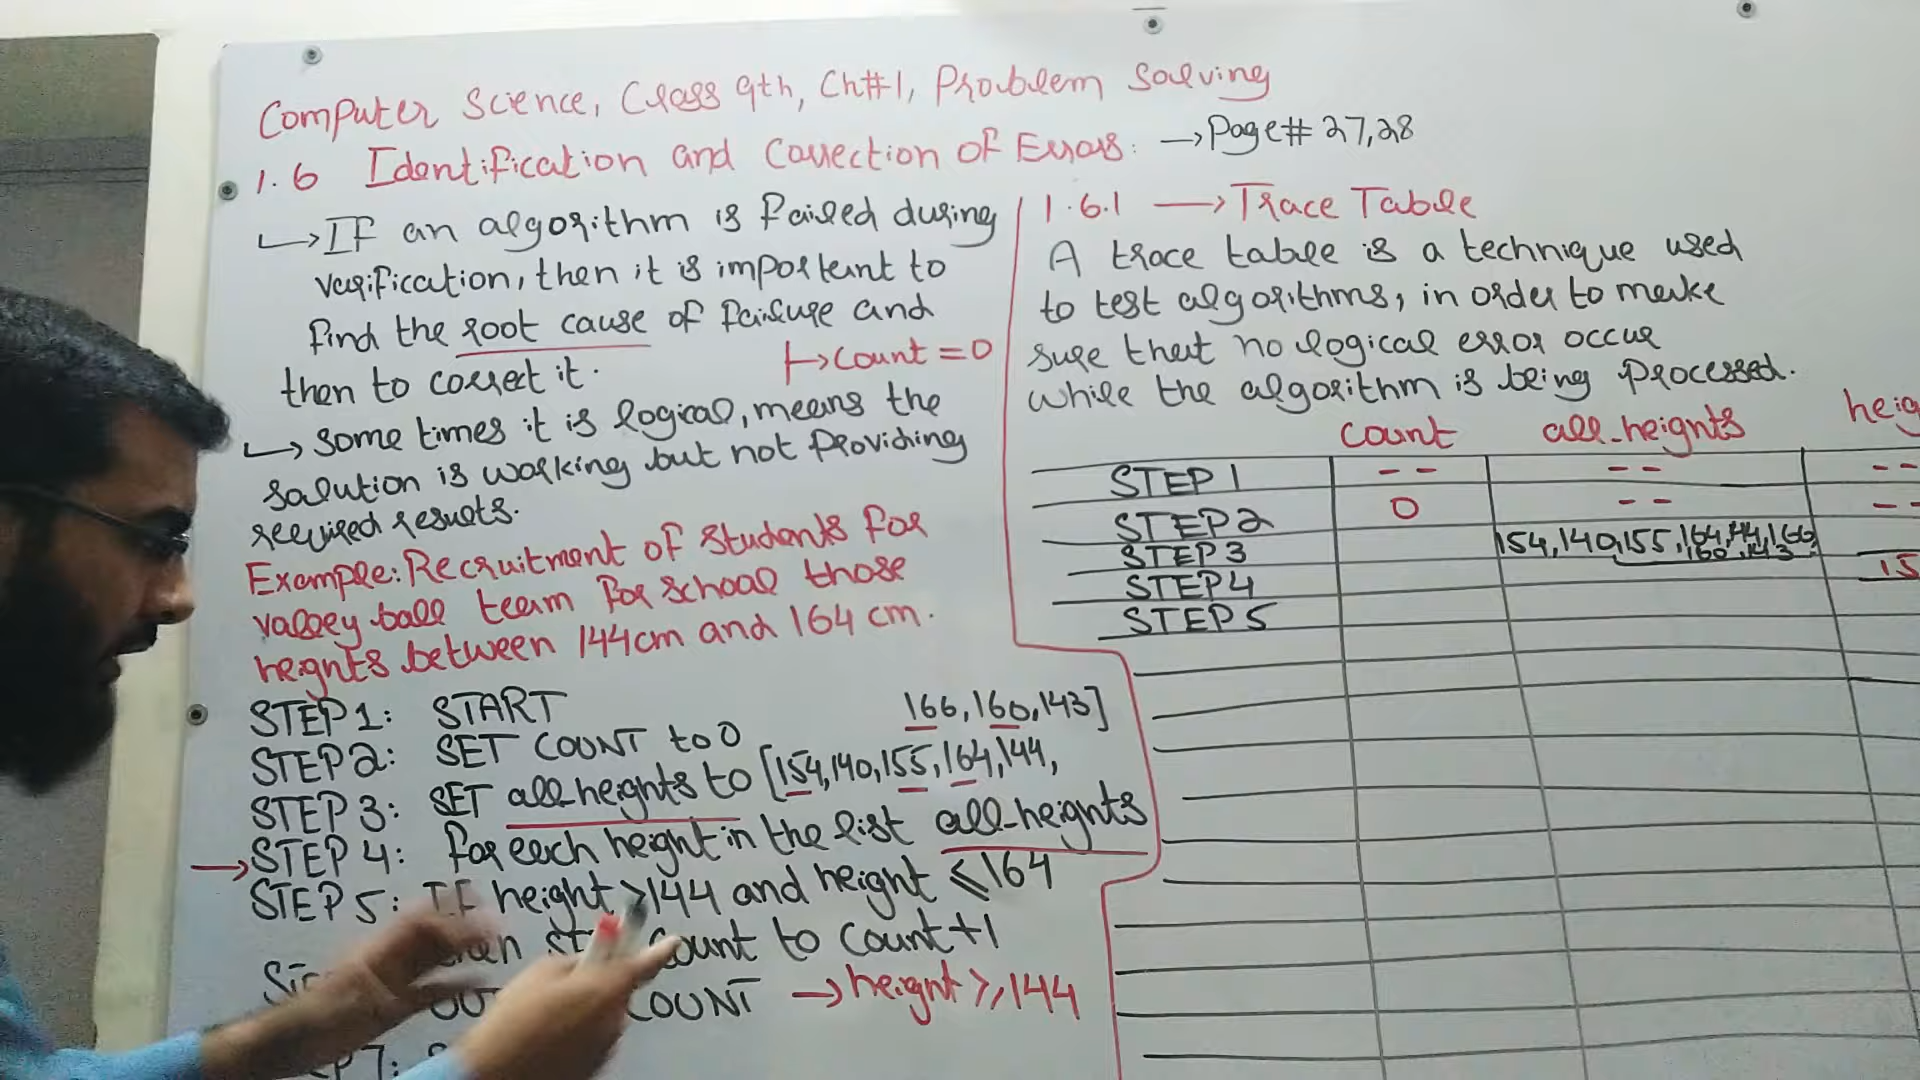 Computer Science, Class 9th, Ch#1, Problem Solving
1.6 Identification and Correction of Errors: → Page# 27,28
↳ IF an algorithm is failed during
verification, then it is important to
find the root cause of failure and
then to correct it.
↳ count = 0
↳ Some times it is logical, means the
solution is working but not providing
required results.
Example: Recruitment of students for
valley ball team for school those
heights between 144cm and 164 cm.
STEP 1: START
STEP 2: SET COUNT to 0
166, 160, 143]
STEP 3: SET all-heights to [154, 140, 155, 164, 144,
→ STEP 4: for each height in the list all-heights
STEP 5: IF height >144 and height ≤164
count to count+1
COUNT → height ≥ 144
7:
1.6.1 → Trace Table
A trace table is a technique used
to test algorithms, in order to make
sure that no logical error occur
while the algorithm is being processed.
count all-heights heig
STEP 1 -- -- --
STEP 2 0 -- --
STEP 3 154, 140, 155, 164, 144, 166,
160, 143
STEP 4 15
STEP 5